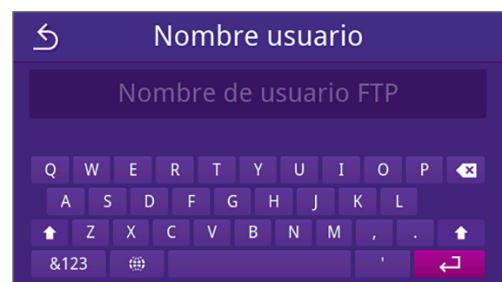 Nombre usuario
Nombre de usuario FTP
Q W E R T Y U I O P
A S D F G H J K L
Z X C V B N M , .
&123 '